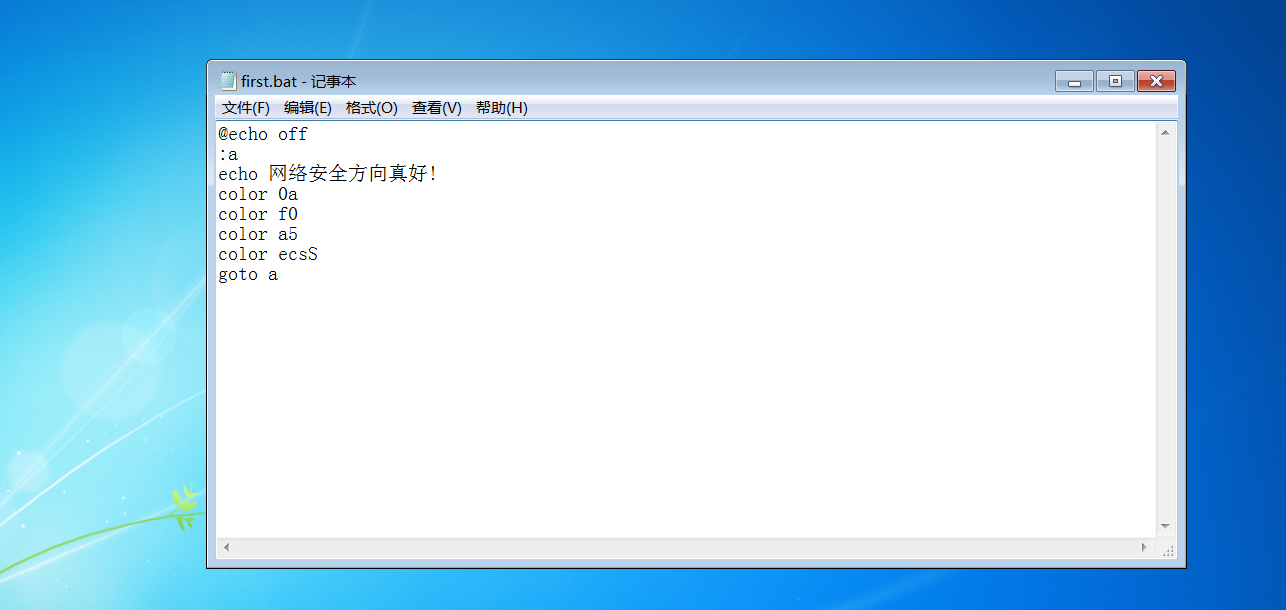 first.bat - 记事本
文件(F) 编辑(E) 格式(O) 查看(V) 帮助(H)
@echo off
:a
echo 网络安全方向真好!
color 0a
color f0
color a5
color ecsS
goto a